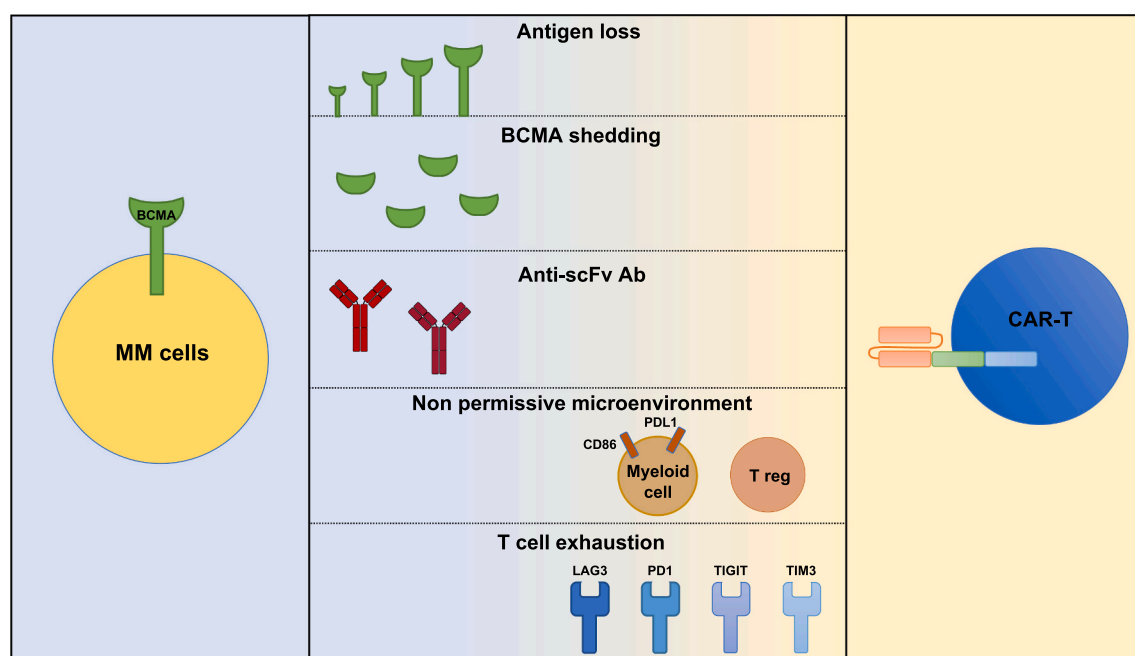 Antigen loss
BCMA shedding
BCMA
Anti-scFv Ab
MM cells
CAR-T
Non permissive microenvironment
PDL1
CD86
Myeloid
cell
T reg
T cell exhaustion
LAG3
PD1
TIGIT
TIM3